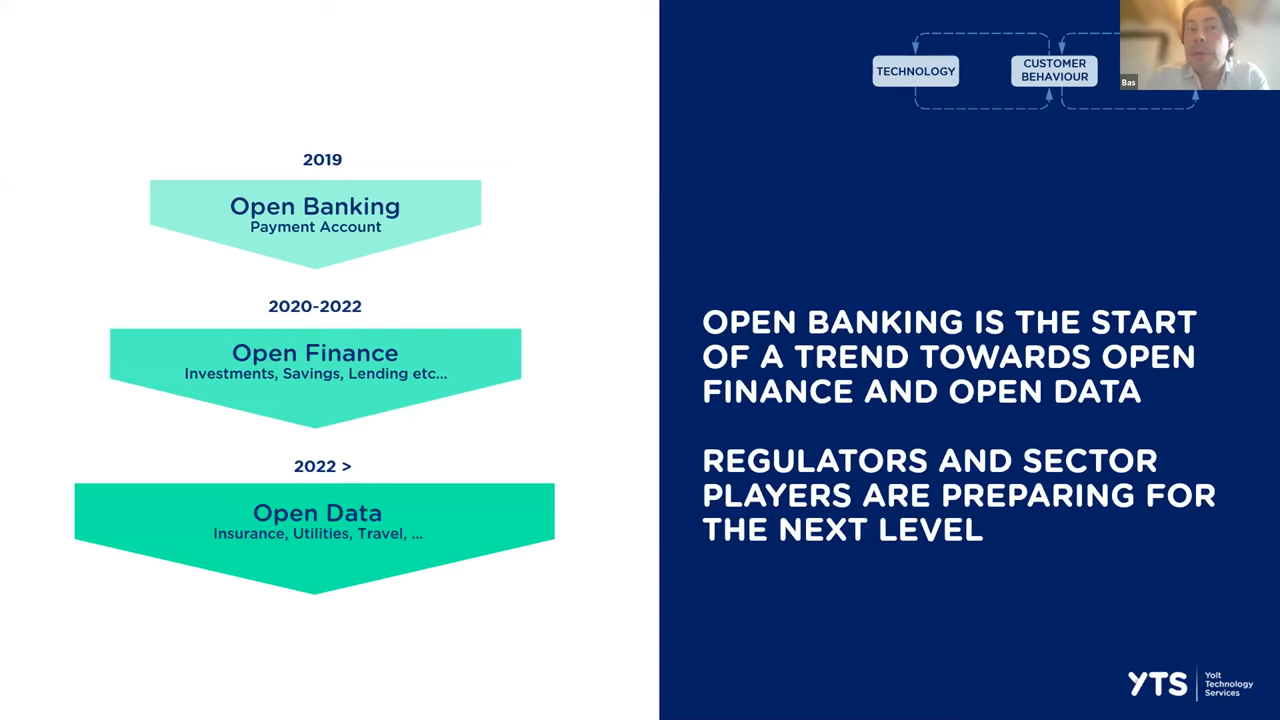 2019
Open Banking
Payment Account
2020-2022
Open Finance
Investments, Savings, Lending etc...
2022 >
Open Data
Insurance, Utilities, Travel, ...
TECHNOLOGY
CUSTOMER
BEHAVIOUR
Bas
OPEN BANKING IS THE START
OF A TREND TOWARDS OPEN
FINANCE AND OPEN DATA
REGULATORS AND SECTOR
PLAYERS ARE PREPARING FOR
THE NEXT LEVEL
YTS
Yolt
Technology
Services